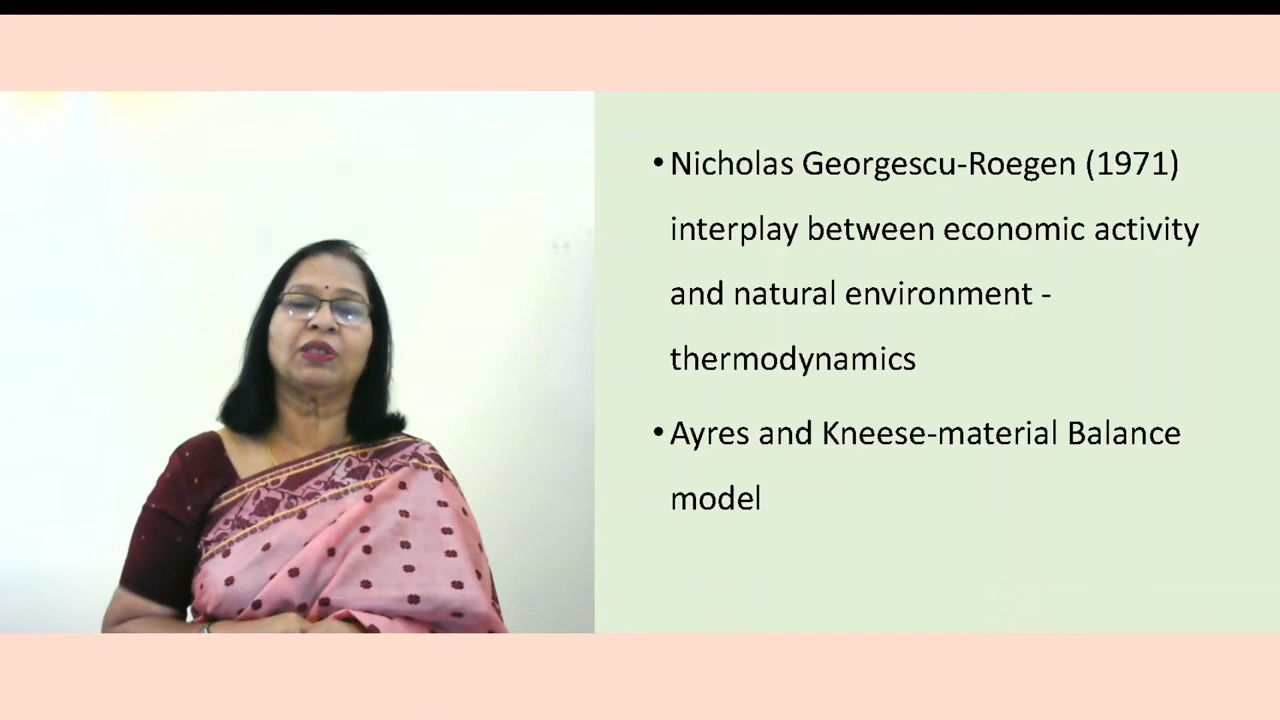 • Nicholas Georgescu-Roegen (1971)
interplay between economic activity
and natural environment -
thermodynamics
• Ayres and Kneese-material Balance
model